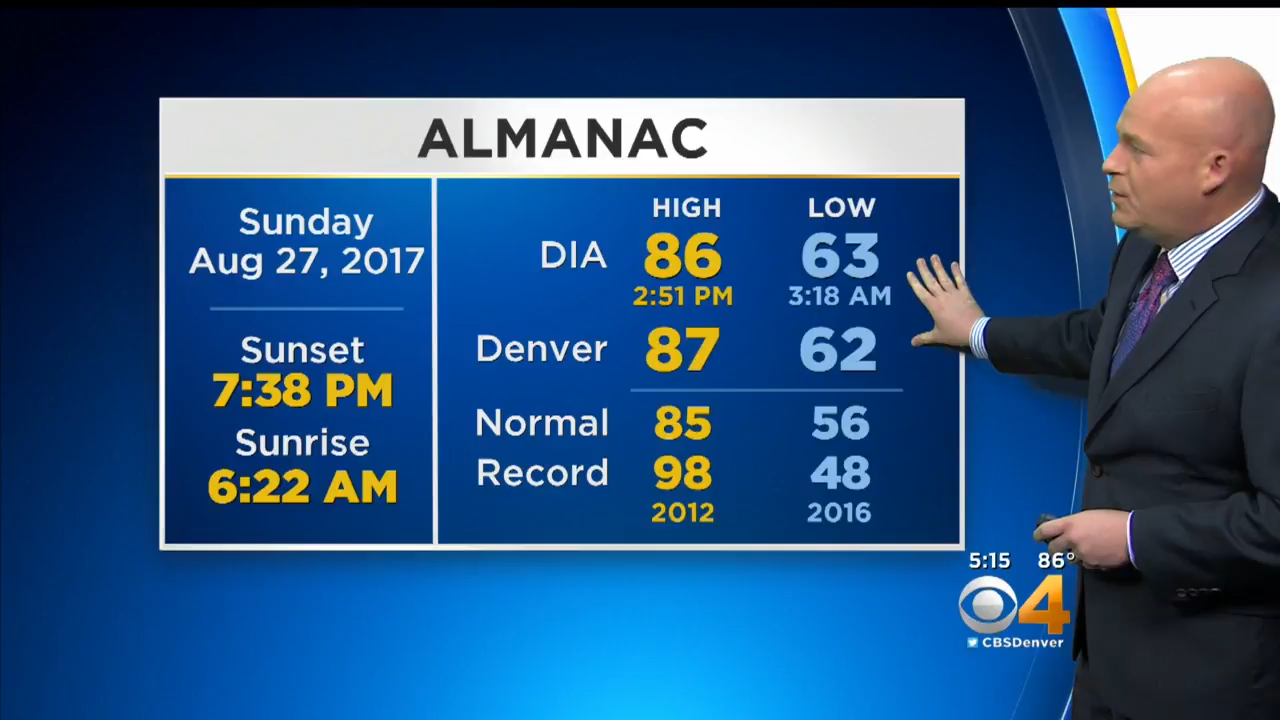 ALMANAC
Sunday
Aug 27, 2017
Sunset
7:38 PM
Sunrise
6:22 AM
HIGH LOW
DIA 86 63
2:51 PM 3:18 AM
Denver 87 62
Normal 85 56
Record 98 48
2012 2016
5:15 86°
4
CBSDenver